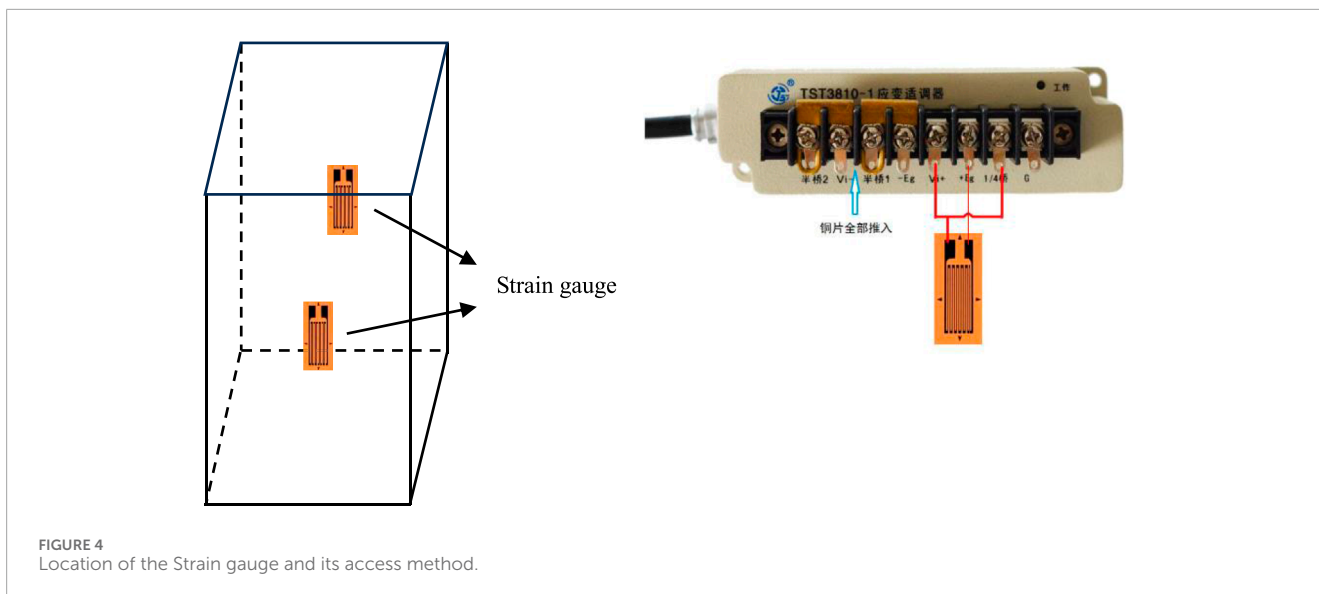 TST3810-1应变适调器
工作
半桥2 Vi- 半桥1 -Eg Vi+ +Eg 1/4桥 G
铜片全部推入
Strain gauge
FIGURE 4
Location of the Strain gauge and its access method.